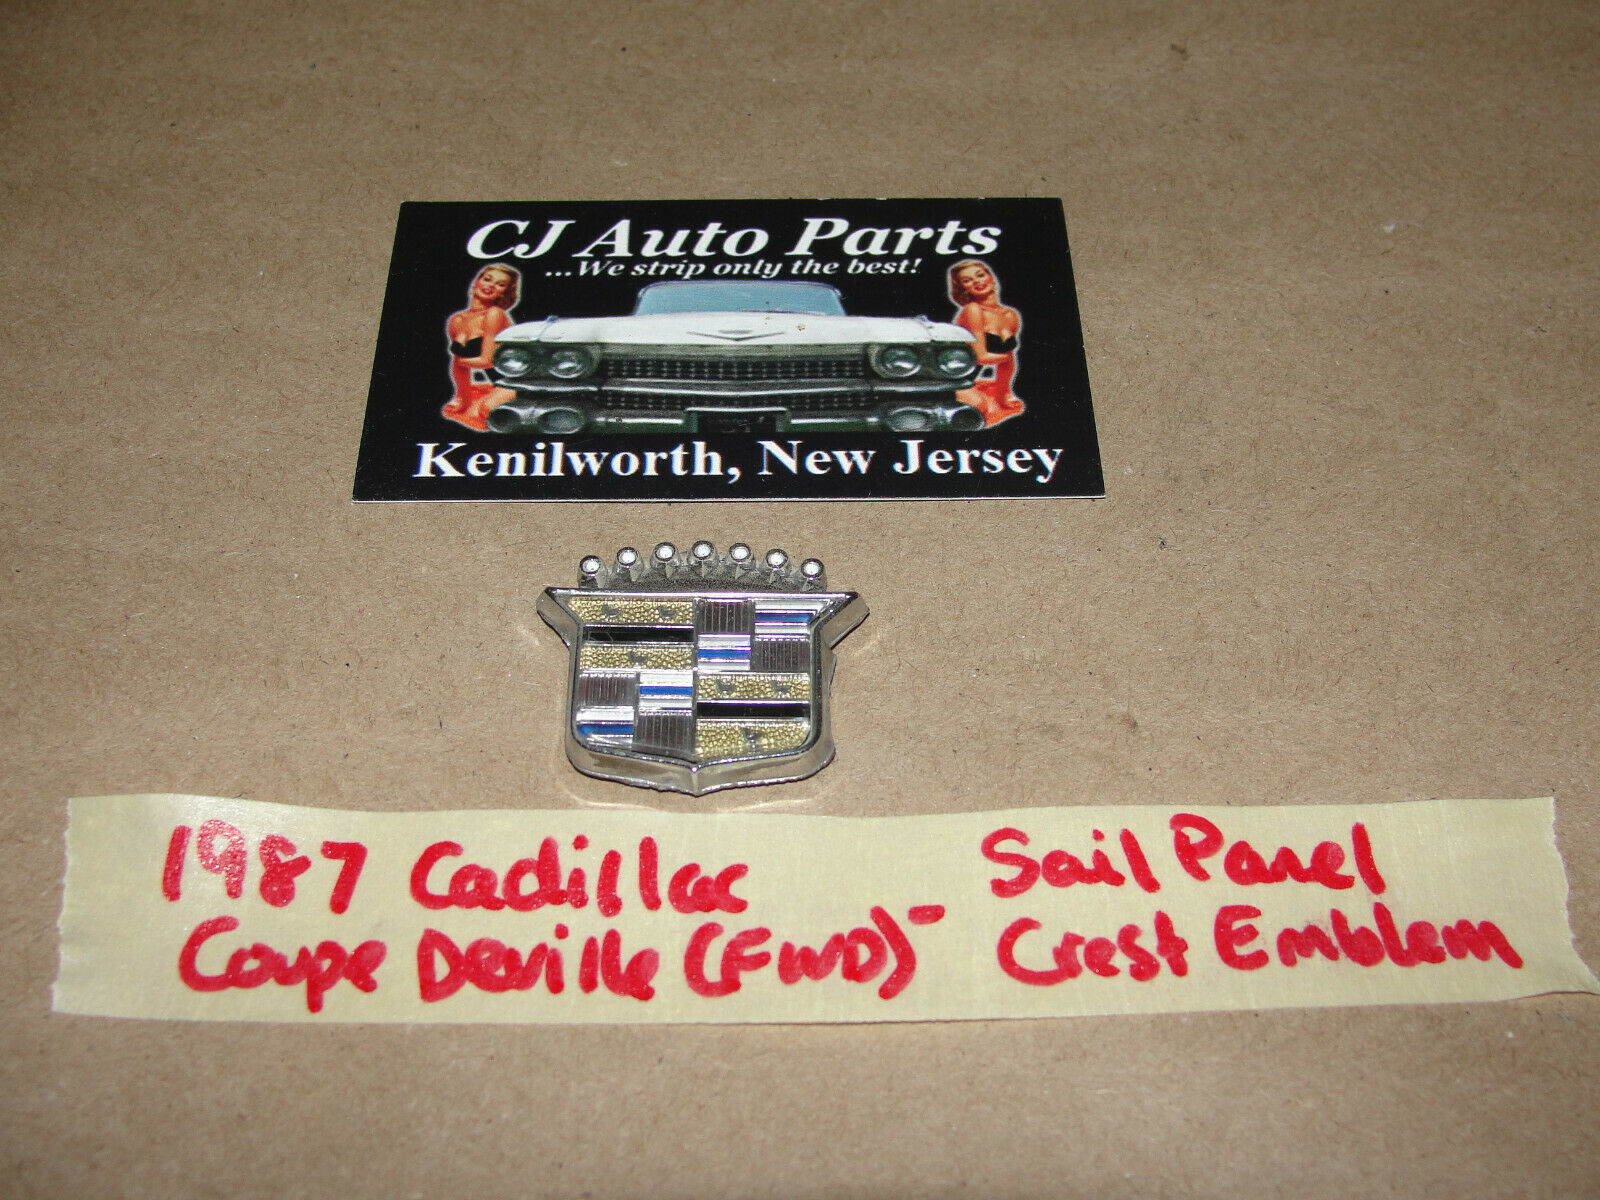 CJ Auto Parts
...We strip only the best!
Kenilworth, New Jersey
1987 Cadillac
Coupe Deville (FWD)-
Sail Panel
Crest Emblem